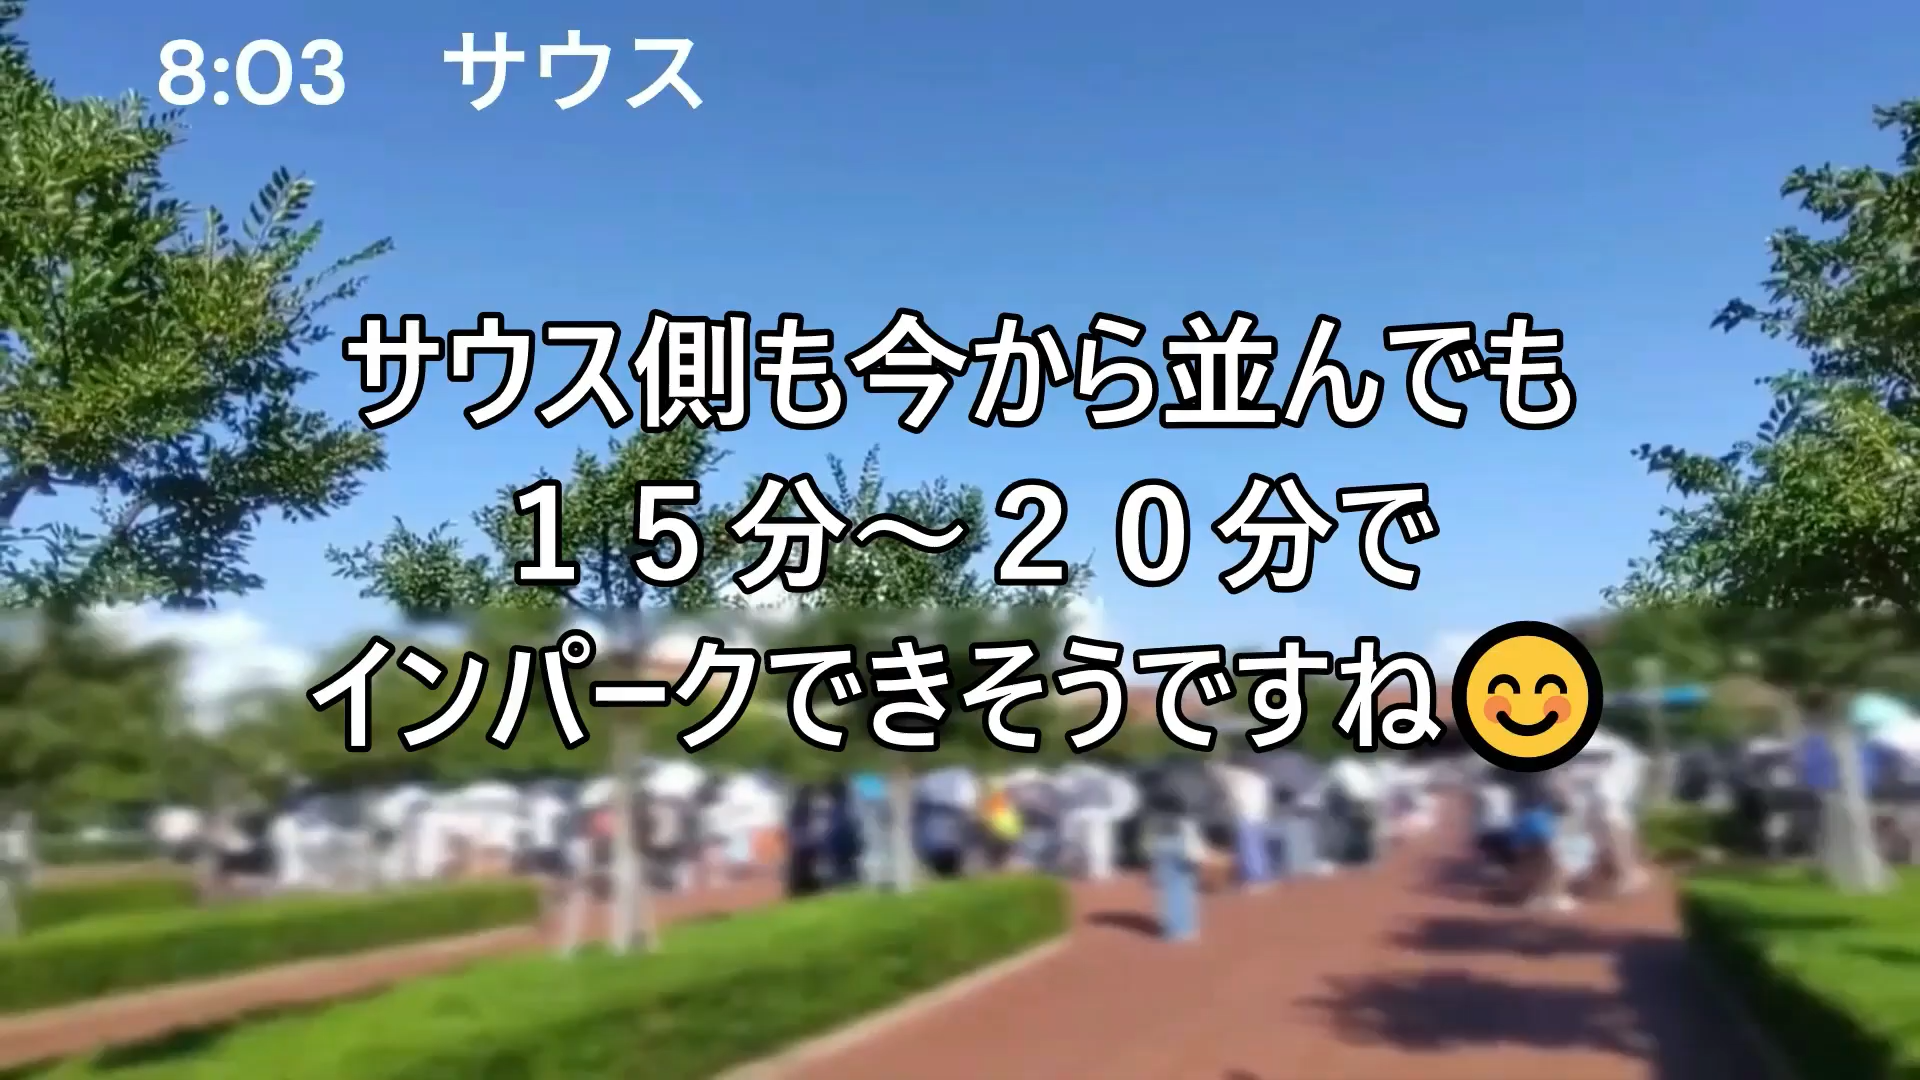 8:03　サウス
サウス側も今から並んでも
１５分～２０分で
インパークできそうですね😊